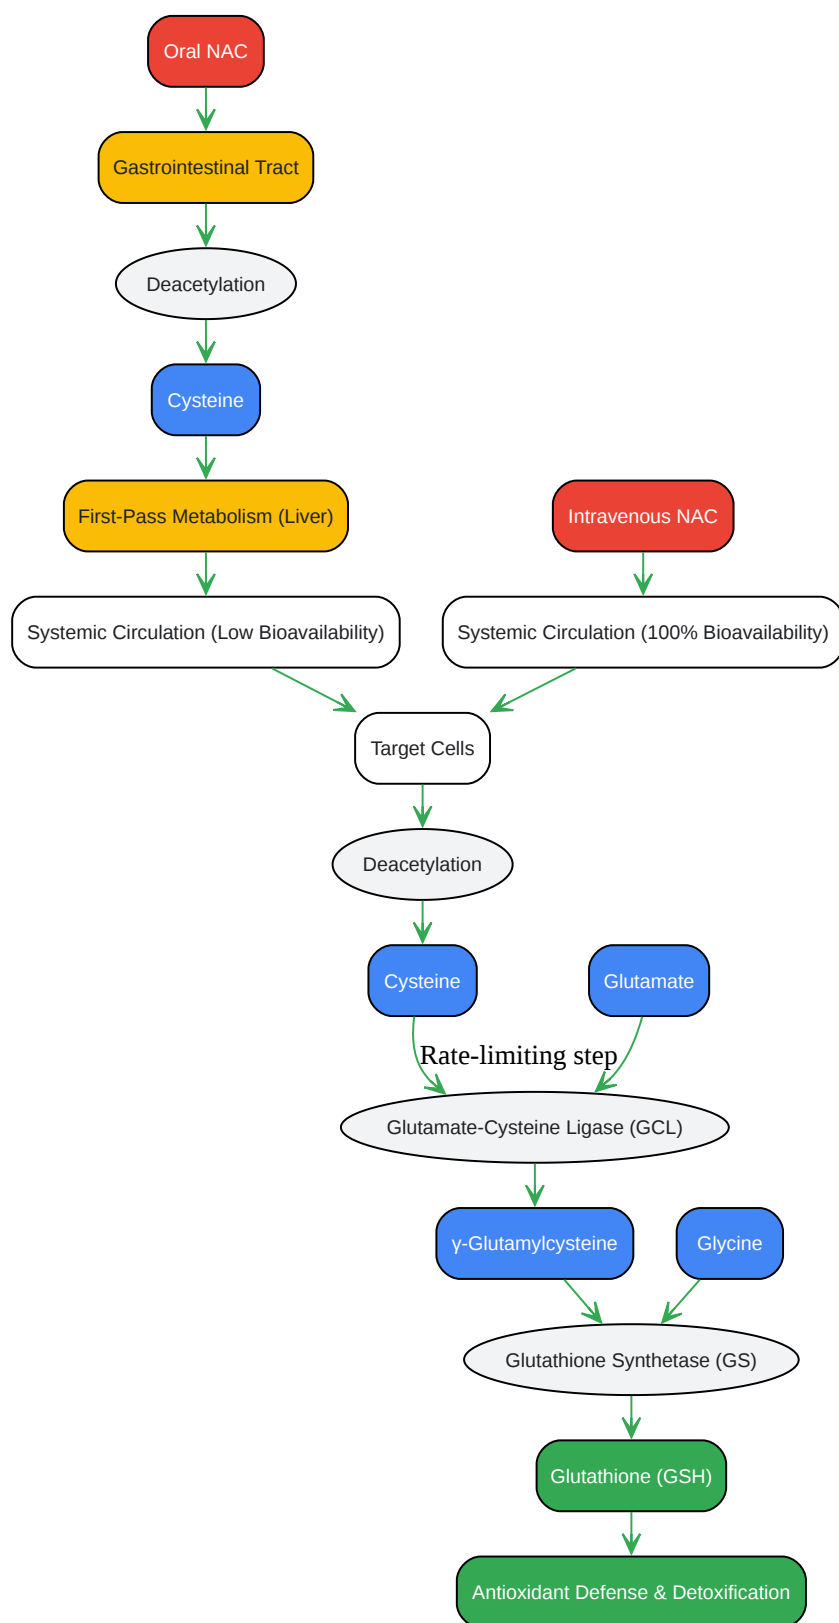 Oral NAC
Gastrointestinal Tract
Deacetylation
Cysteine
First-Pass Metabolism (Liver)
Intravenous NAC
Systemic Circulation (Low Bioavailability)
Systemic Circulation (100% Bioavailability)
Target Cells
Deacetylation
Cysteine
Glutamate
Rate-limiting step
Glutamate-Cysteine Ligase (GCL)
γ-Glutamylcysteine
Glycine
Glutathione Synthetase (GS)
Glutathione (GSH)
Antioxidant Defense & Detoxification